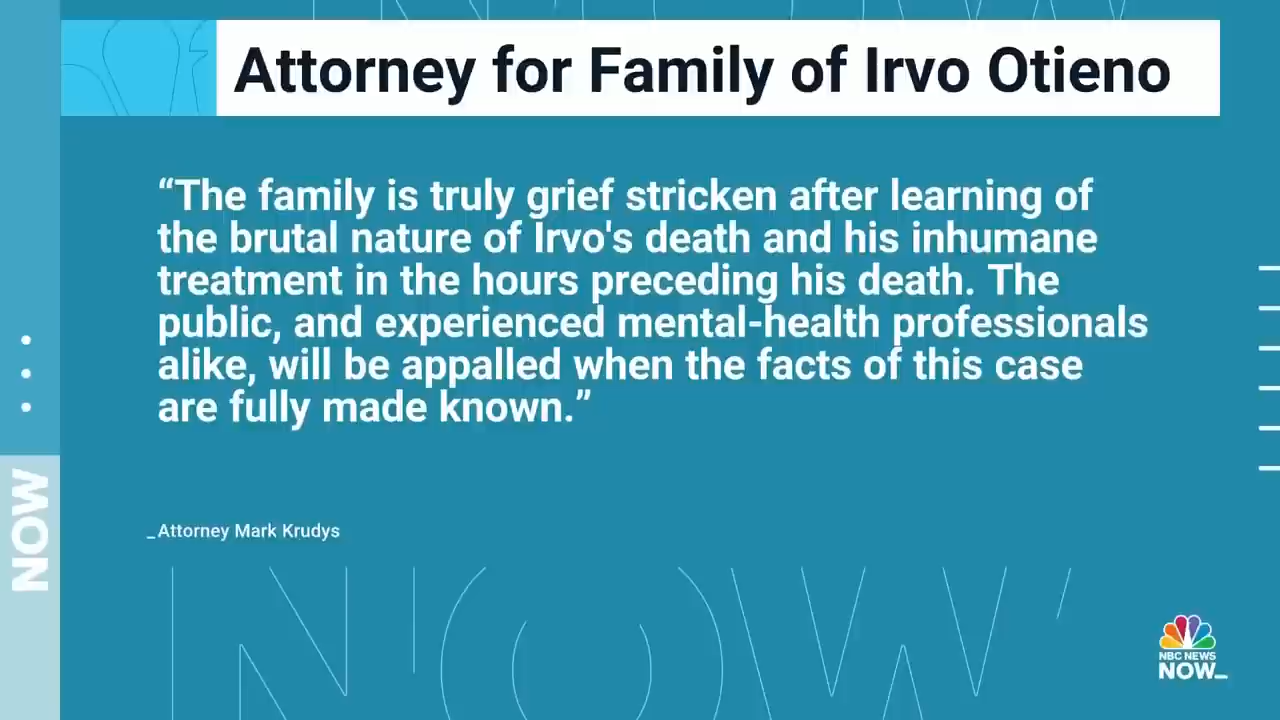 Attorney for Family of Irvo Otieno
“The family is truly grief stricken after learning of
the brutal nature of Irvo's death and his inhumane
treatment in the hours preceding his death. The
public, and experienced mental-health professionals
alike, will be appalled when the facts of this case
are fully made known.”
_Attorney Mark Krudys
NOW
NOW
NBC NEWS
NOW_